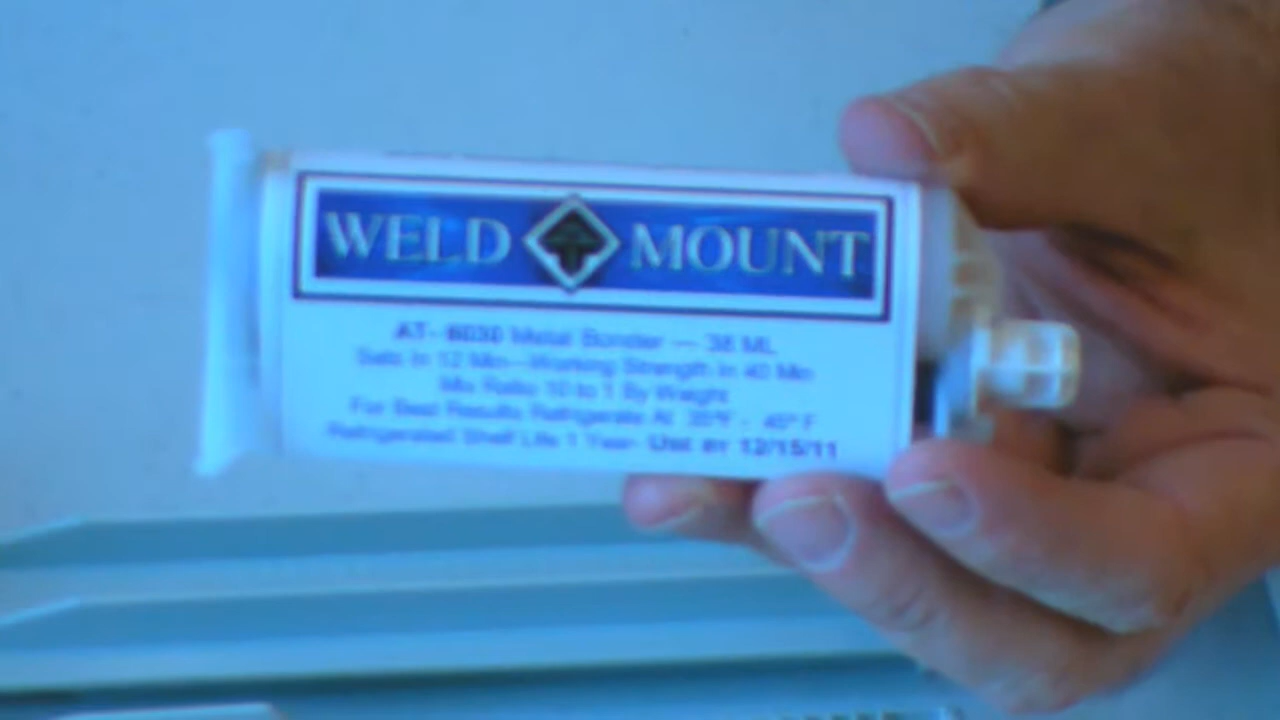 WELD MOUNT
AT- 6030 Metal Bonder — 38 ML
Sets In 12 Min—Working Strength In 40 Min
Mix Ratio 10 to 1 By Weight
For Best Results Refrigerate At 35°F - 45° F
Refrigerated Shelf Life 1 Year- USE BY 12/15/11